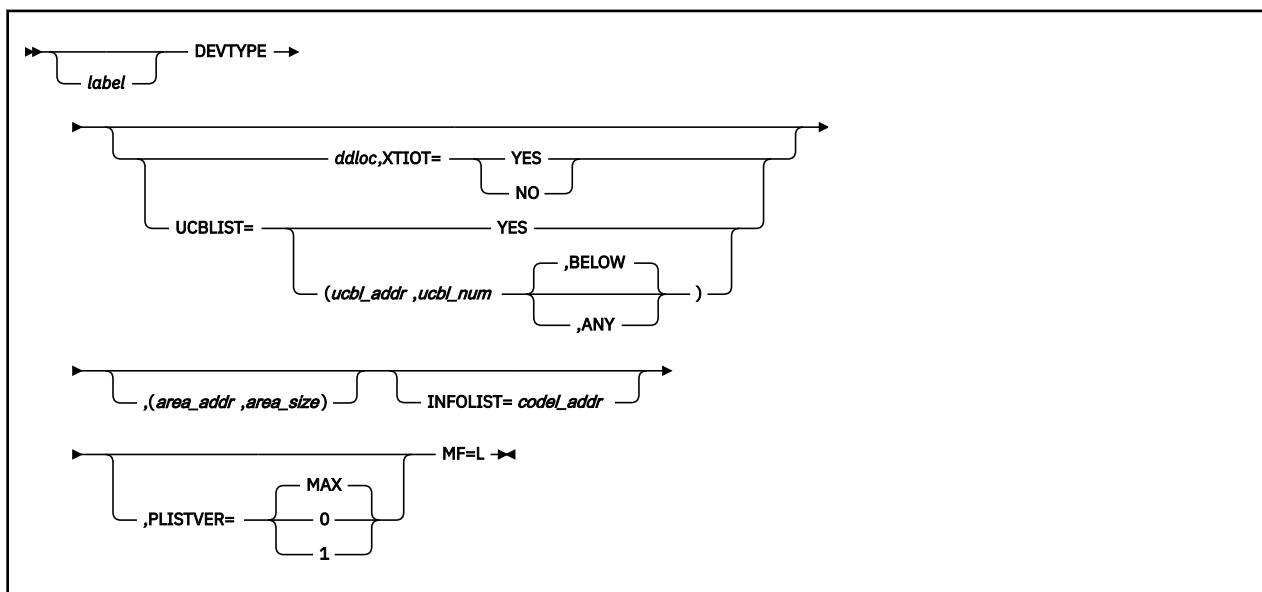 DEVTYPE
label
ddloc,XTIOT= YES
NO
UCBLIST= YES
,BELOW
(ucbl_addr ,ucbl_num )
,ANY
,(area_addr ,area_size) INFOLIST= codel_addr
MF=L
MAX
,PLISTVER= 0
1